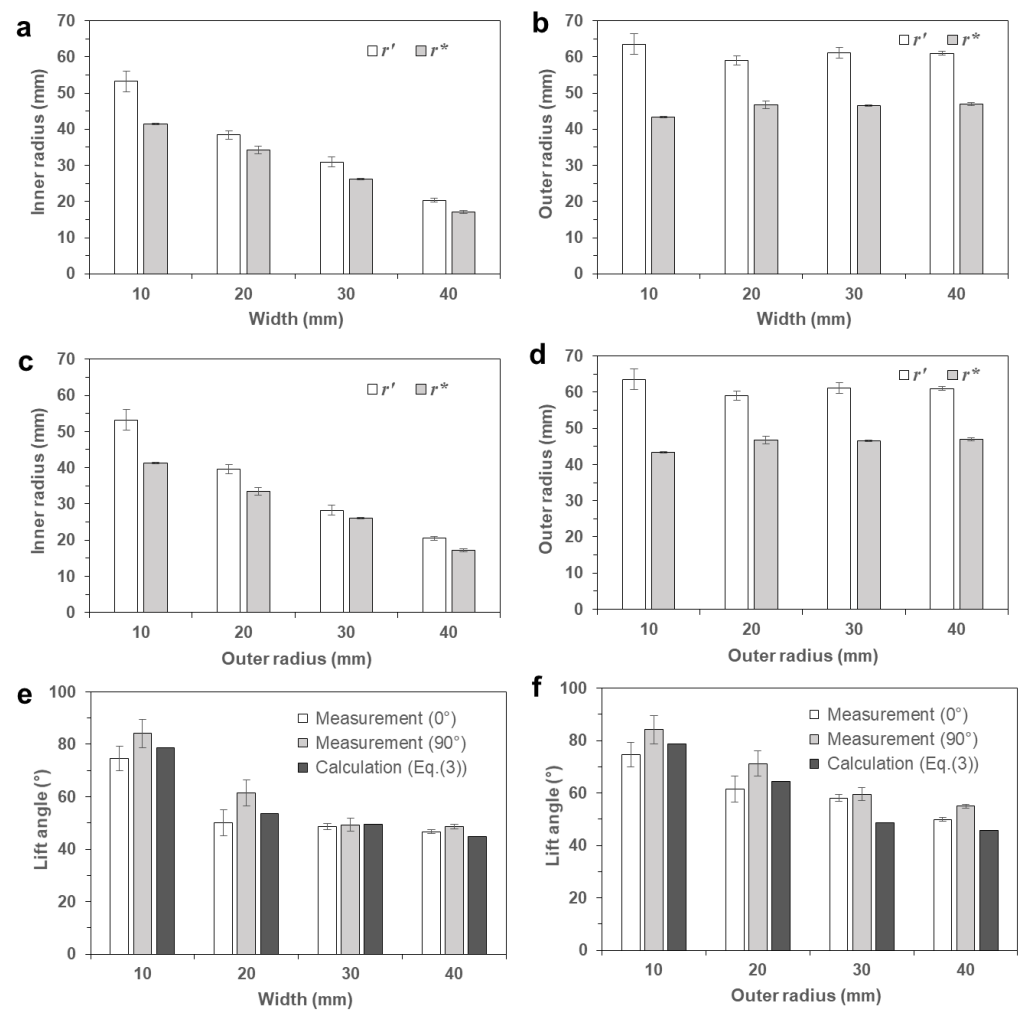 a
70
60
50
40
30
20
10
0
Inner radius (mm)
r′ r*
10 20 30 40
Width (mm)
b
70
60
50
40
30
20
10
0
Outer radius (mm)
r′ r*
10 20 30 40
Width (mm)
c
70
60
50
40
30
20
10
0
Inner radius (mm)
r′ r*
10 20 30 40
Outer radius (mm)
d
70
60
50
40
30
20
10
0
Outer radius (mm)
r′ r*
10 20 30 40
Outer radius (mm)
e
100
80
60
40
20
0
Lift angle (°)
Measurement (0°)
Measurement (90°)
Calculation (Eq.(3))
10 20 30 40
Width (mm)
f
100
80
60
40
20
0
Lift angle (°)
Measurement (0°)
Measurement (90°)
Calculation (Eq.(3))
10 20 30 40
Outer radius (mm)